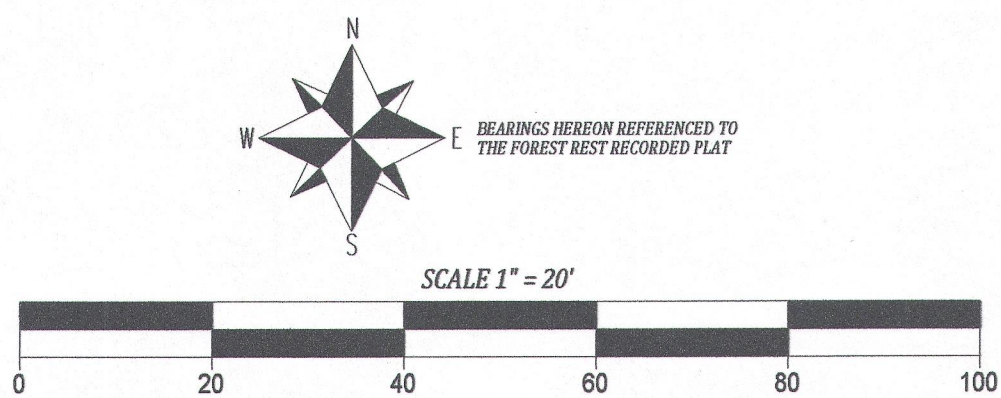 N
W
E
BEARINGS HEREON REFERENCED TO
THE FOREST REST RECORDED PLAT
S
SCALE 1" = 20'
0 20 40 60 80 100